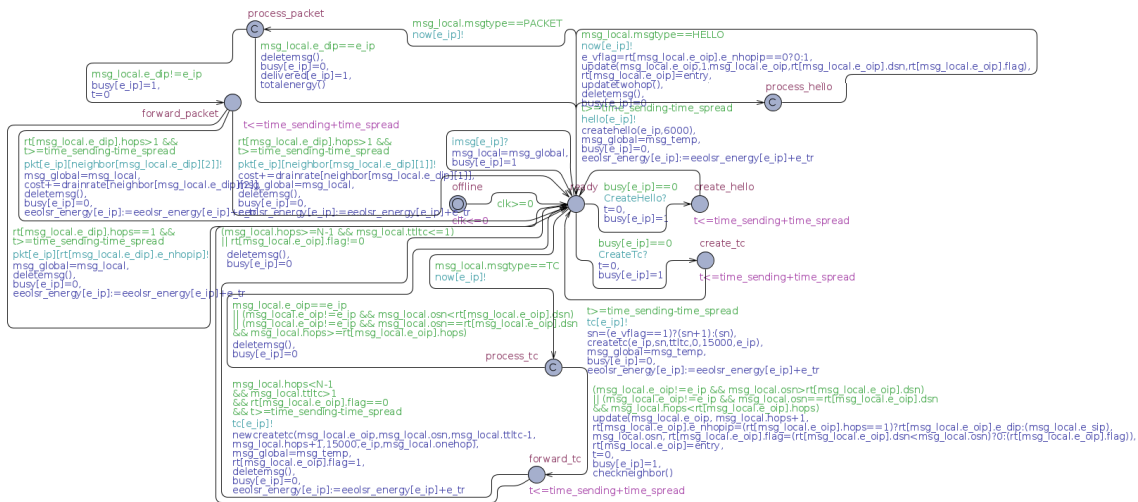 process_packet
msg_local.msgtype==PACKET
now[e_ip]!
msg_local.msgtype==HELLO
now[e_ip]!
e_vflag=rt[msg_local.e_oip].e_nhopip==0?0:1,
update(msg_local.e_oip,1,msg_local.e_oip,rt[msg_local.e_oip].dsn,rt[msg_local.e_oip].flag),
rt[msg_local.e_oip]=entry,
updatetwohop(),
deletemsg(),
busy[e_ip]=0
process_hello
msg_local.e_dip==e_ip
deletemsg(),
busy[e_ip]=0,
delivered[e_ip]=1,
totalenergy()
msg_local.e_dip!=e_ip
busy[e_ip]=1,
t=0
forward_packet
t<=time_sending+time_spread
t>=time_sending-time_spread
hello[e_ip]!
createhello(e_ip,6000),
msg_global=msg_temp,
busy[e_ip]=0,
eeolsr_energy[e_ip]:=eeolsr_energy[e_ip]+e_tr
rt[msg_local.e_dip].hops>1 &&
t>=time_sending-time_spread
pkt[e_ip][neighbor[msg_local.e_dip][2]]!
msg_global=msg_local,
cost+=drainrate[neighbor[msg_local.e_dip][2]],
deletemsg(),
busy[e_ip]=0,
eeolsr_energy[e_ip]:=eeolsr_energy[e_ip]+e_tr
rt[msg_local.e_dip].hops>1 &&
t>=time_sending-time_spread
pkt[e_ip][neighbor[msg_local.e_dip][1]]!
cost+=drainrate[neighbor[msg_local.e_dip][1]],
msg_global=msg_local,
deletemsg(),
busy[e_ip]=0,
eeolsr_energy[e_ip]:=eeolsr_energy[e_ip]+e_tr
imsg[e_ip]?
msg_local=msg_global,
busy[e_ip]=1
offline
clk>=0
clk<=0
ready
busy[e_ip]==0
CreateHello?
t=0,
busy[e_ip]=1
create_hello
t<=time_sending+time_spread
rt[msg_local.e_dip].hops==1 &&
t>=time_sending-time_spread
pkt[e_ip][rt[msg_local.e_dip].e_nhopip]!
msg_global=msg_local,
deletemsg(),
busy[e_ip]=0,
eeolsr_energy[e_ip]:=eeolsr_energy[e_ip]+e_tr
(msg_local.hops>=N-1 && msg_local.ttltc<=1)
|| rt[msg_local.e_oip].flag!=0
deletemsg(),
busy[e_ip]=0
busy[e_ip]==0
CreateTc?
t=0,
busy[e_ip]=1
create_tc
t<=time_sending+time_spread
msg_local.msgtype==TC
now[e_ip]!
msg_local.e_oip==e_ip
|| (msg_local.e_oip!=e_ip && msg_local.osn<rt[msg_local.e_oip].dsn)
|| (msg_local.e_oip!=e_ip && msg_local.osn==rt[msg_local.e_oip].dsn
&& msg_local.hops>=rt[msg_local.e_oip].hops)
deletemsg(),
busy[e_ip]=0
process_tc
t>=time_sending-time_spread
tc[e_ip]!
sn=(e_vflag==1)?(sn+1):(sn),
createtc(e_ip,sn,ttltc,0,15000,e_ip),
msg_global=msg_temp,
busy[e_ip]=0,
eeolsr_energy[e_ip]:=eeolsr_energy[e_ip]+e_tr
msg_local.hops<N-1
&& msg_local.ttltc>1
&& rt[msg_local.e_oip].flag==0
&& t>=time_sending-time_spread
tc[e_ip]!
newcreatetc(msg_local.e_oip,msg_local.osn,msg_local.ttltc-1,
msg_local.hops+1,15000,e_ip,msg_local.onehop),
msg_global=msg_temp,
rt[msg_local.e_oip].flag=1,
deletemsg(),
busy[e_ip]=0,
eeolsr_energy[e_ip]:=eeolsr_energy[e_ip]+e_tr
(msg_local.e_oip!=e_ip && msg_local.osn>rt[msg_local.e_oip].dsn)
|| (msg_local.e_oip!=e_ip && msg_local.osn==rt[msg_local.e_oip].dsn
&& msg_local.hops<rt[msg_local.e_oip].hops)
update(msg_local.e_oip, msg_local.hops+1,
rt[msg_local.e_oip].e_nhopip=(rt[msg_local.e_oip].hops==1)?rt[msg_local.e_oip].e_dip:(msg_local.e_sip),
msg_local.osn, rt[msg_local.e_oip].flag=(rt[msg_local.e_oip].dsn<msg_local.osn)?0:(rt[msg_local.e_oip].flag)),
rt[msg_local.e_oip]=entry,
t=0,
busy[e_ip]=1,
checkneighbor()
forward_tc
t<=time_sending+time_spread